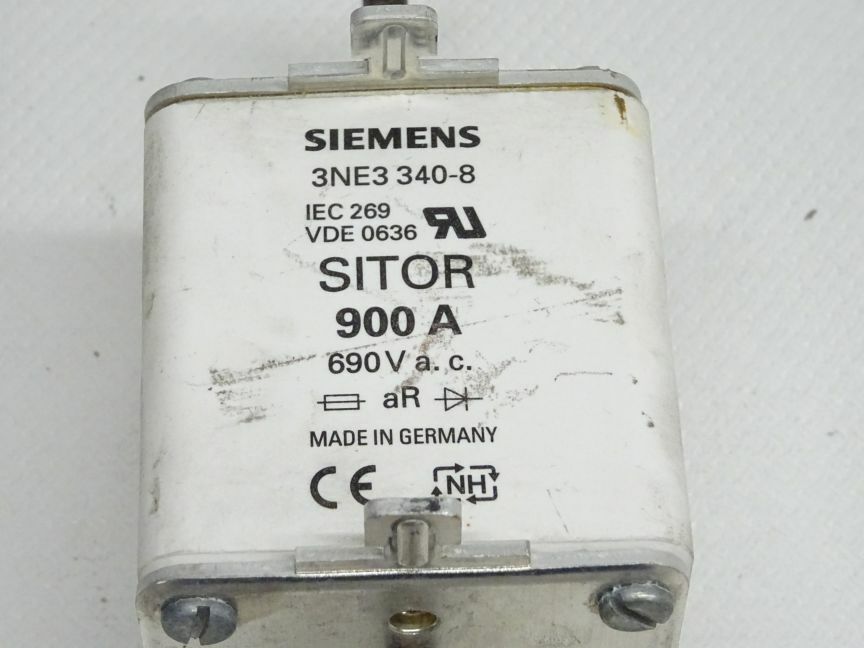 SIEMENS
3NE3 340-8
IEC 269
VDE 0636
SITOR
900 A
690V a. c.
aR
MADE IN GERMANY
CE
NH